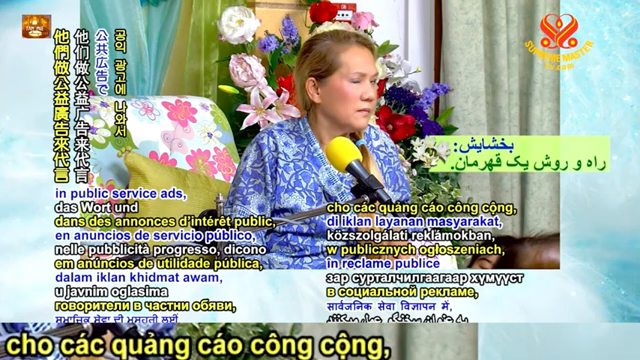 SUPREME MASTER
他們做公益廣告來代言
他们做公益广告来代言
公共広告で
공익 광고에 나와서
بخشایش:
راه و روش یک قهرمان.
in public service ads,
das Wort und
dans des annonces d'intérêt public,
en anuncios de servicio público,
nelle pubblicità progresso, dicono
em anúncios de utilidade pública,
dalam iklan khidmat awam,
u javnim oglasima
говорители в частни обяви,
cho các quảng cáo công cộng,
di iklan layanan masyarakat,
közszolgálati reklámokban,
w publicznych ogłoszeniach,
în reclame publice
зар сурталчилгаагаар хүмүүст
в социальной рекламе,
सार्वजनिक सेवा विज्ञापन में,
cho các quảng cáo công cộng,